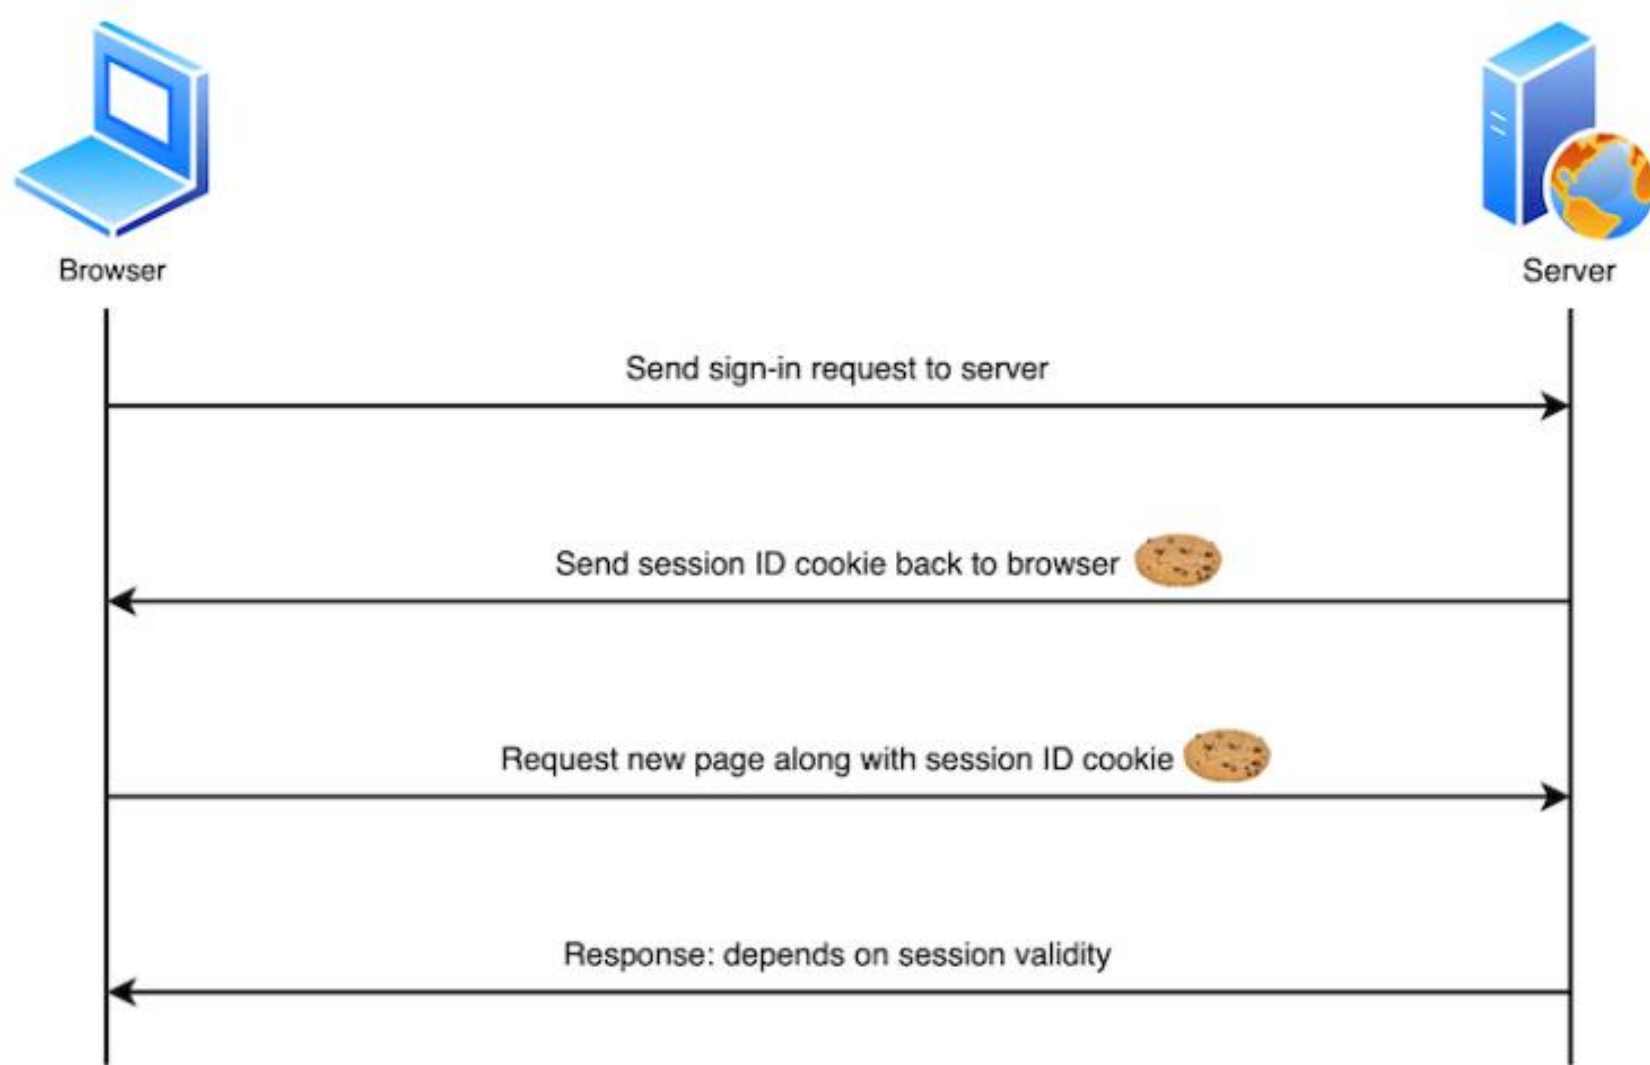 Browser
Server
Send sign-in request to server
Send session ID cookie back to browser
Request new page along with session ID cookie
Response: depends on session validity